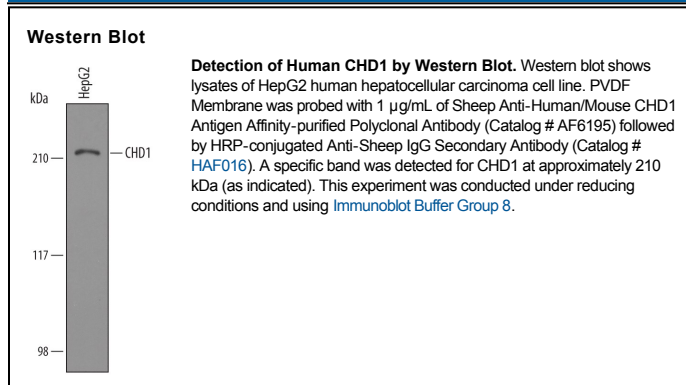 Western Blot
HepG2
kDa
210
CHD1
117
98
Detection of Human CHD1 by Western Blot. Western blot shows
lysates of HepG2 human hepatocellular carcinoma cell line. PVDF
Membrane was probed with 1 µg/mL of Sheep Anti-Human/Mouse CHD1
Antigen Affinity-purified Polyclonal Antibody (Catalog # AF6195) followed
by HRP-conjugated Anti-Sheep IgG Secondary Antibody (Catalog #
HAF016). A specific band was detected for CHD1 at approximately 210
kDa (as indicated). This experiment was conducted under reducing
conditions and using Immunoblot Buffer Group 8.